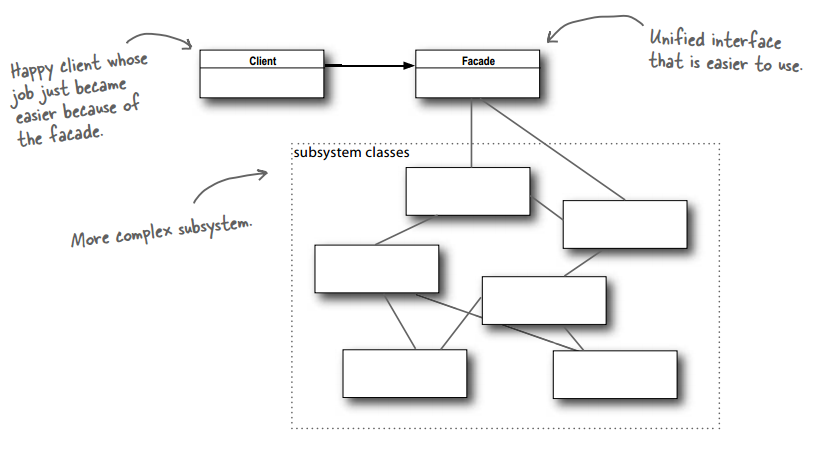 Happy client whose
job just became
easier because of
the facade.
Client
Facade
Unified interface
that is easier to use.
subsystem classes
More complex subsystem.